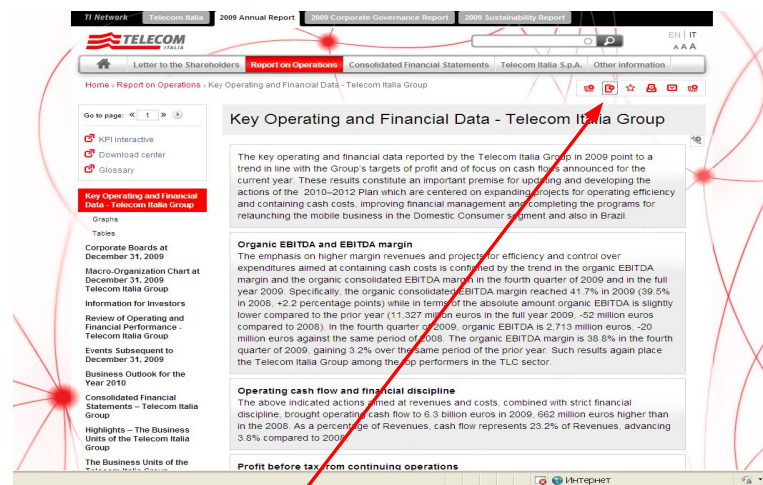 TI Network Telecom Italia 2009 Annual Report 2009 Corporate Governance Report 2009 Sustainability Report
TELECOM
ITALIA
EN | IT
A A A
Letter to the Shareholders Report on Operations Consolidated Financial Statements Telecom Italia S.p.A. Other information
Home › Report on Operations › Key Operating and Financial Data - Telecom Italia Group
Go to page: « 1 »
KPI interactive
Download center
Glossary
Key Operating and Financial
Data - Telecom Italia Group
Graphs
Tables
Corporate Boards at
December 31, 2009
Macro-Organization Chart at
December 31, 2009
Telecom Italia Group
Information for Investors
Review of Operating and
Financial Performance -
Telecom Italia Group
Events Subsequent to
December 31, 2009
Business Outlook for the
Year 2010
Consolidated Financial
Statements – Telecom Italia
Group
Highlights – The Business
Units of the Telecom Italia
Group
The Business Units of the
Telecom Italia Group
Key Operating and Financial Data - Telecom Italia Group
The key operating and financial data reported by the Telecom Italia Group in 2009 point to a
trend in line with the Group's targets of profit and of focus on cash flows announced for the
current year. These results constitute an important premise for updating and developing the
actions of the 2010–2012 Plan which are centered on expanding projects for operating efficiency
and containing cash costs, improving financial management and completing the programs for
relaunching the mobile business in the Domestic Consumer segment and also in Brazil.
Organic EBITDA and EBITDA margin
The emphasis on higher margin revenues and projects for efficiency and control over
expenditures aimed at containing cash costs is confirmed by the trend in the organic EBITDA
margin and the organic consolidated EBITDA margin in the fourth quarter of 2009 and in the full
year 2009. Specifically, the organic consolidated EBITDA margin reached 41.7% in 2009 (39.5%
in 2008, +2.2 percentage points) while in terms of the absolute amount organic EBITDA is slightly
lower compared to the prior year (11,327 million euros in the full year 2009, -52 million euros
compared to 2008). In the fourth quarter of 2009, organic EBITDA is 2,713 million euros, -20
million euros against the same period of 2008. The organic EBITDA margin is 38.8% in the fourth
quarter of 2009, gaining 3.2% over the same period of the prior year. Such results again place
the Telecom Italia Group among the top performers in the TLC sector.
Operating cash flow and financial discipline
The above indicated actions aimed at revenues and costs, combined with strict financial
discipline, brought operating cash flow to 6.3 billion euros in 2009, 662 million euros higher than
in the 2008. As a percentage of Revenues, cash flow represents 23.2% of Revenues, advancing
3.8% compared to 2008.
Profit before tax from continuing operations
Интернет